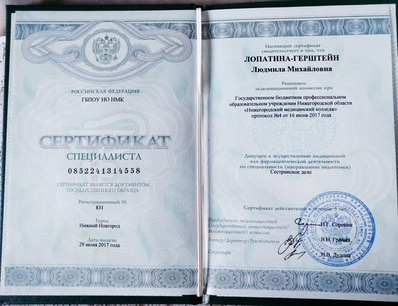 РОССИЙСКАЯ ФЕДЕРАЦИЯ
ГБПОУ НО НМК
СЕРТИФИКАТ
СПЕЦИАЛИСТА
0852241314558
СЕРТИФИКАТ ЯВЛЯЕТСЯ ДОКУМЕНТОМ
ГОСУДАРСТВЕННОГО ОБРАЗЦА
Регистрационный №
831
Город
Нижний Новгород
Дата выдачи
29 июня 2017 года
Настоящий сертификат
свидетельствует о том, что
ЛОПАТИНА-ГЕРШТЕЙН
Людмила Михайловна
Решением
экзаменационной комиссии при
Государственном бюджетном профессиональном
образовательном учреждении Нижегородской области
«Нижегородский медицинский колледж»
протокол №4 от 16 июня 2017 года
Допущен к осуществлению медицинской
или фармацевтической деятельности
по специальности (направлению подготовки)
Сестринское дело
Сертификат действителен